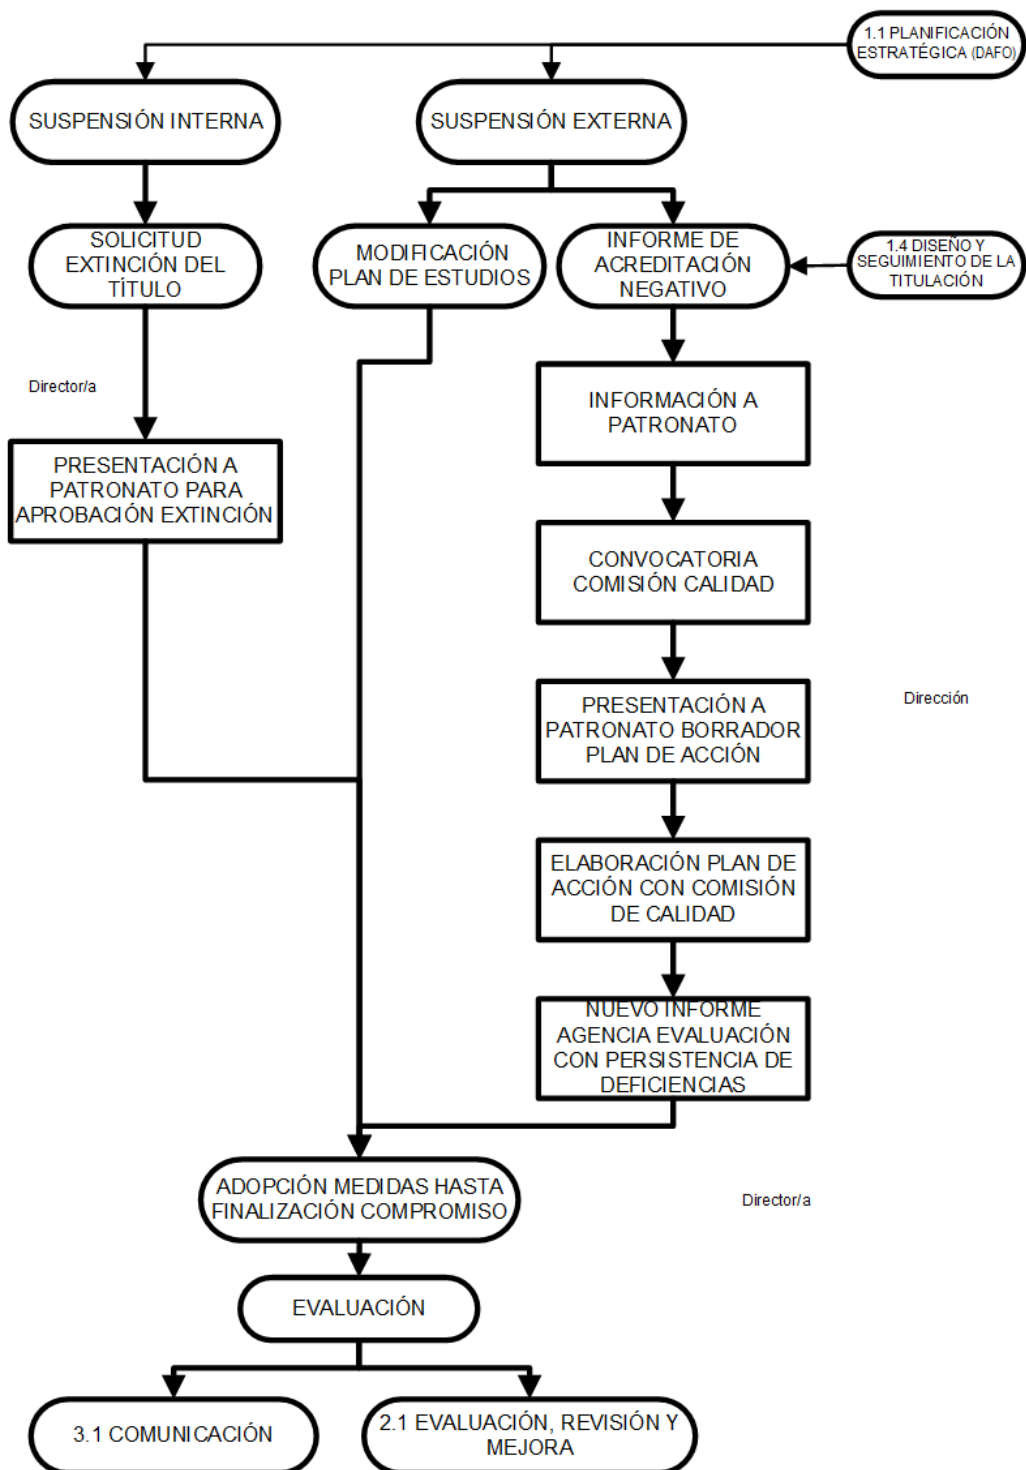 1.1 PLANIFICACIÓN
ESTRATÉGICA (DAFO)
SUSPENSIÓN INTERNA
SUSPENSIÓN EXTERNA
SOLICITUD
EXTINCIÓN DEL
TÍTULO
MODIFICACIÓN
PLAN DE ESTUDIOS
INFORME DE
ACREDITACIÓN
NEGATIVO
1.4 DISEÑO Y
SEGUIMIENTO DE LA
TITULACIÓN
Director/a
INFORMACIÓN A
PATRONATO
PRESENTACIÓN A
PATRONATO PARA
APROBACIÓN EXTINCIÓN
CONVOCATORIA
COMISIÓN CALIDAD
PRESENTACIÓN A
PATRONATO BORRADOR
PLAN DE ACCIÓN
Dirección
ELABORACIÓN PLAN DE
ACCIÓN CON COMISIÓN
DE CALIDAD
NUEVO INFORME
AGENCIA EVALUACIÓN
CON PERSISTENCIA DE
DEFICIENCIAS
ADOPCIÓN MEDIDAS HASTA
FINALIZACIÓN COMPROMISO
Director/a
EVALUACIÓN
3.1 COMUNICACIÓN
2.1 EVALUACIÓN, REVISIÓN Y
MEJORA